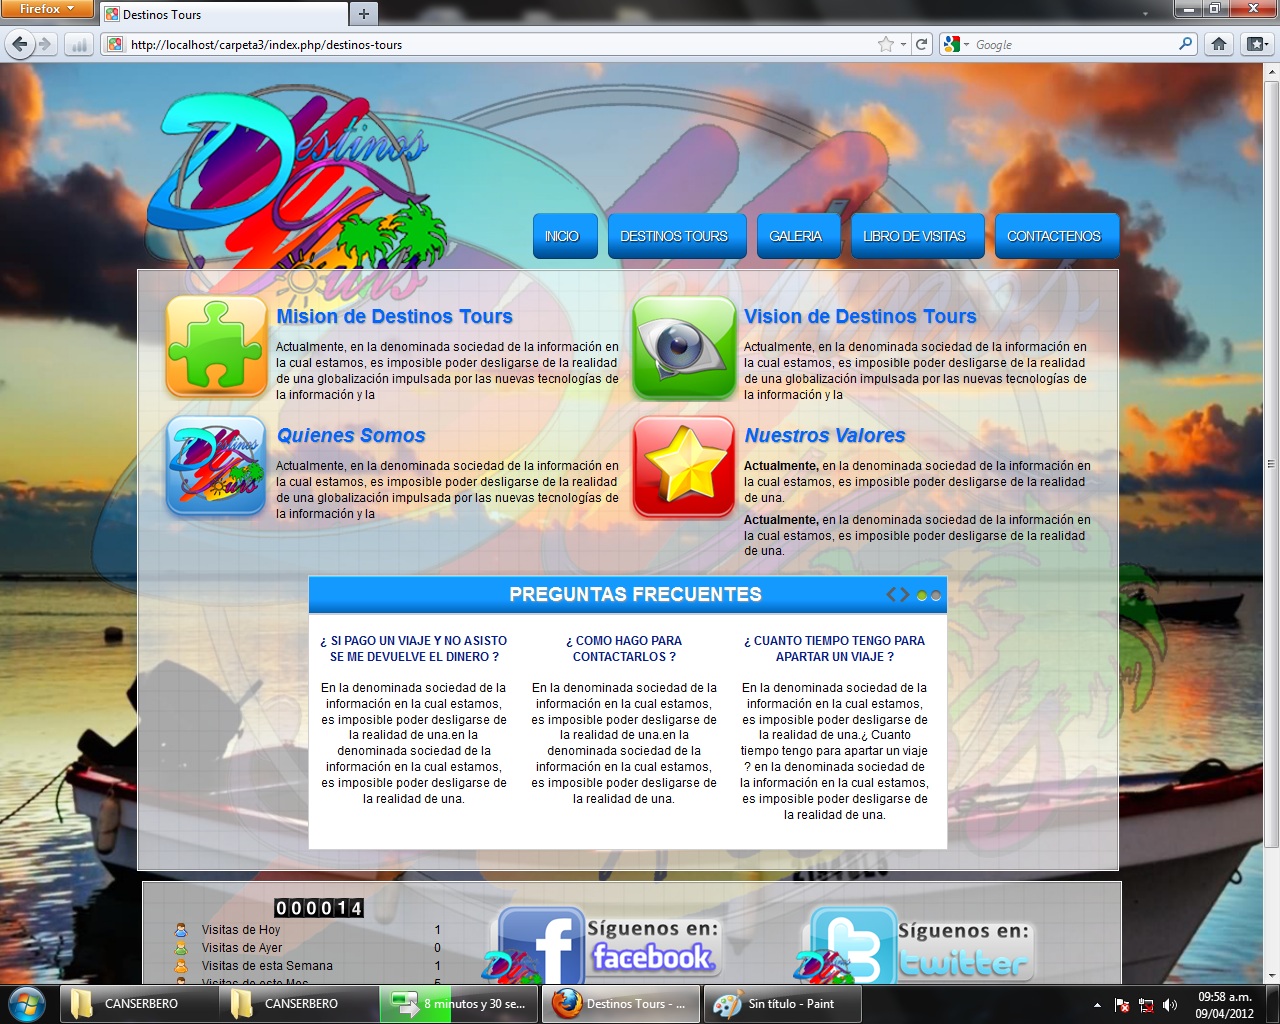 Firefox
Destinos Tours
http://localhost/carpeta3/index.php/destinos-tours
Google
Destinos
Tours
INICIO
DESTINOS TOURS
GALERIA
LIBRO DE VISITAS
CONTACTENOS
Mision de Destinos Tours
Actualmente, en la denominada sociedad de la información en
la cual estamos, es imposible poder desligarse de la realidad
de una globalización impulsada por las nuevas tecnologías de
la información y la
Vision de Destinos Tours
Actualmente, en la denominada sociedad de la información en
la cual estamos, es imposible poder desligarse de la realidad
de una globalización impulsada por las nuevas tecnologías de
la información y la
Quienes Somos
Actualmente, en la denominada sociedad de la información en
la cual estamos, es imposible poder desligarse de la realidad
de una globalización impulsada por las nuevas tecnologías de
la información y la
Nuestros Valores
Actualmente, en la denominada sociedad de la información en
la cual estamos, es imposible poder desligarse de la realidad
de una.
Actualmente, en la denominada sociedad de la información en
la cual estamos, es imposible poder desligarse de la realidad
de una.
PREGUNTAS FRECUENTES
¿ SI PAGO UN VIAJE Y NO ASISTO
SE ME DEVUELVE EL DINERO ?
En la denominada sociedad de la
información en la cual estamos,
es imposible poder desligarse de
la realidad de una.en la
denominada sociedad de la
información en la cual estamos,
es imposible poder desligarse de
la realidad de una.
¿ COMO HAGO PARA
CONTACTARLOS ?
En la denominada sociedad de la
información en la cual estamos,
es imposible poder desligarse de
la realidad de una.en la
denominada sociedad de la
información en la cual estamos,
es imposible poder desligarse de
la realidad de una.
¿ CUANTO TIEMPO TENGO PARA
APARTAR UN VIAJE ?
En la denominada sociedad de la
información en la cual estamos,
es imposible poder desligarse de
la realidad de una.¿ Cuanto
tiempo tengo para apartar un viaje
? en la denominada sociedad de
la información en la cual estamos,
es imposible poder desligarse de
la realidad de una.
000014
Visitas de Hoy 1
Visitas de Ayer 0
Visitas de esta Semana 1
Visitas de este Mes 5
Síguenos en:
facebook.
Síguenos en:
twitter
CANSERBERO
CANSERBERO
8 minutos y 30 se...
Destinos Tours - ...
Sin título - Paint
09:58 a.m.
09/04/2012